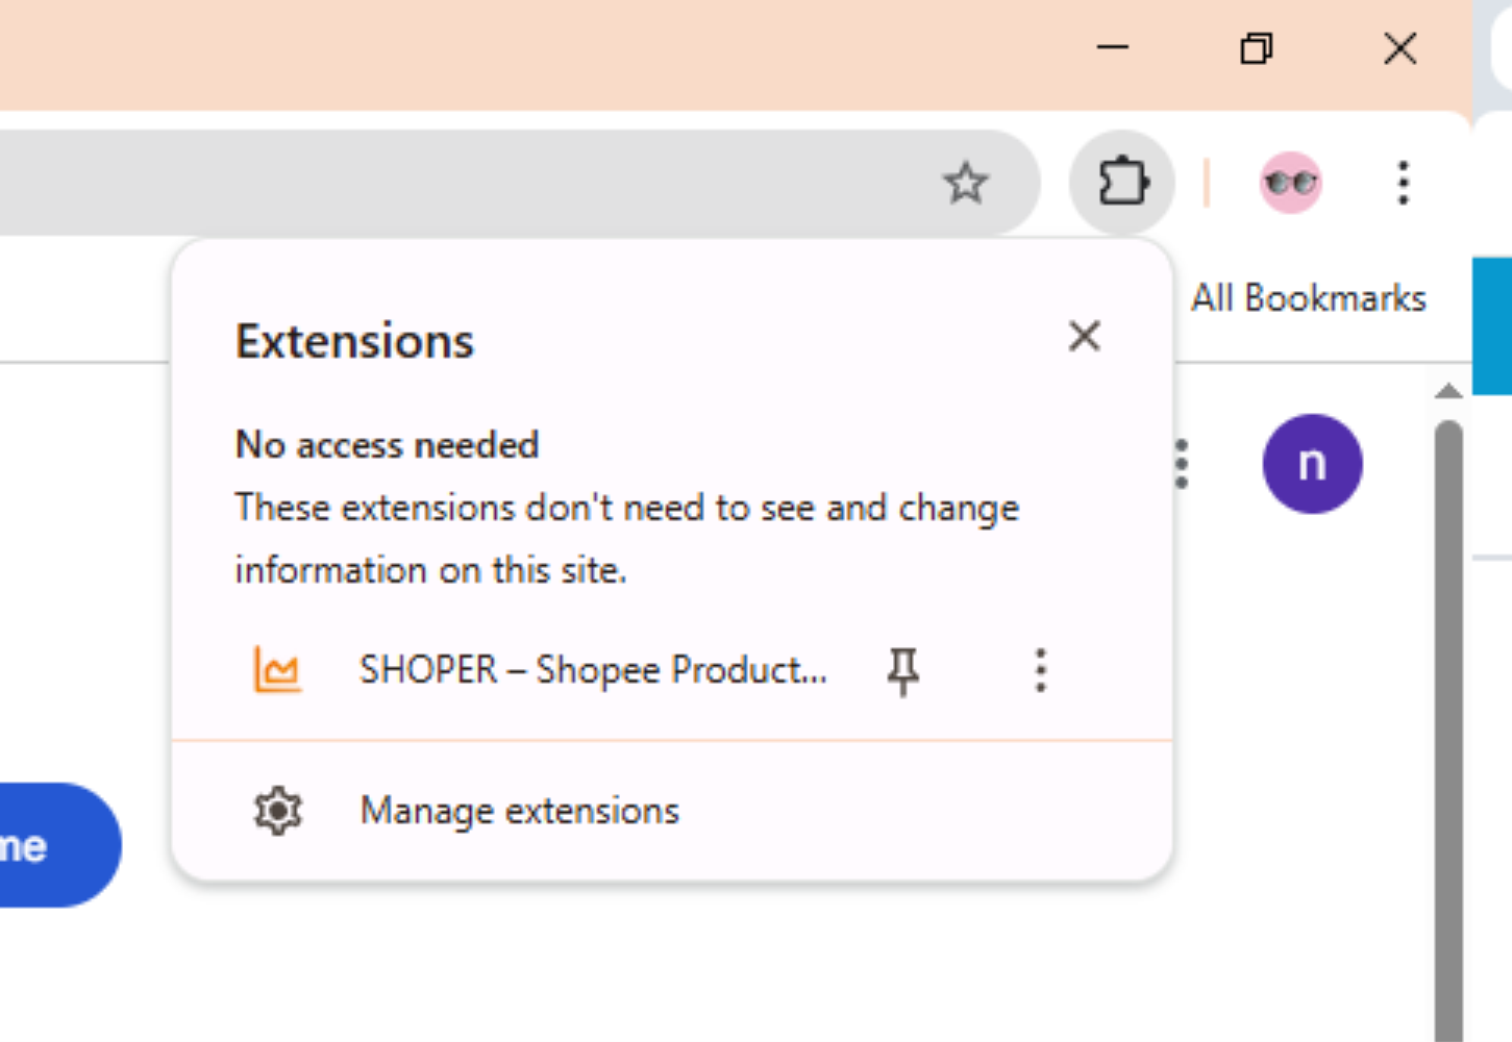 All Bookmarks
Extensions
No access needed
These extensions don't need to see and change
information on this site.
n
SHOPER – Shopee Product...
Manage extensions
me